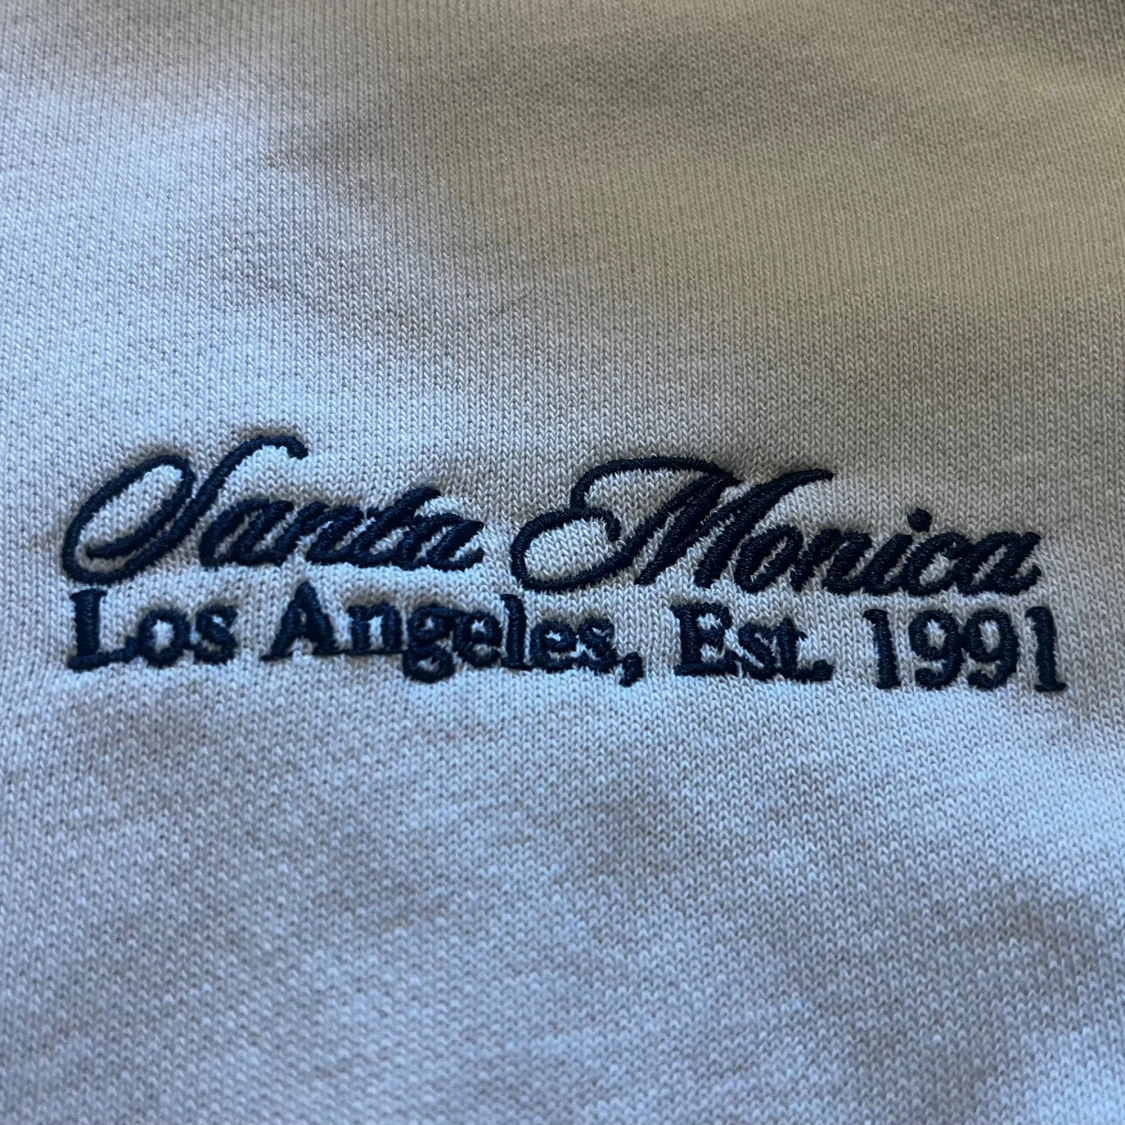 Santa Monica
Los Angeles, Est. 1991